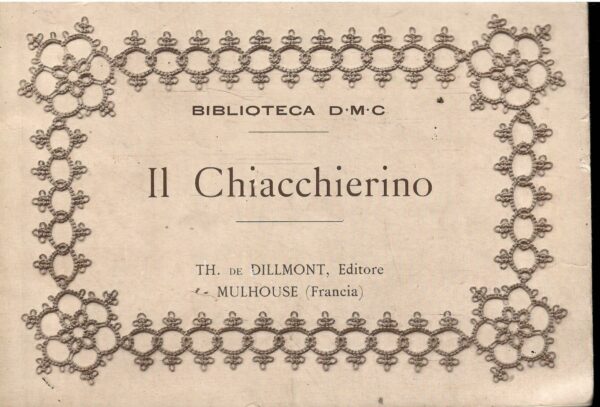 BIBLIOTECA D·M·C
Il Chiacchierino
TH. DE DILLMONT, Editore
MULHOUSE (Francia)